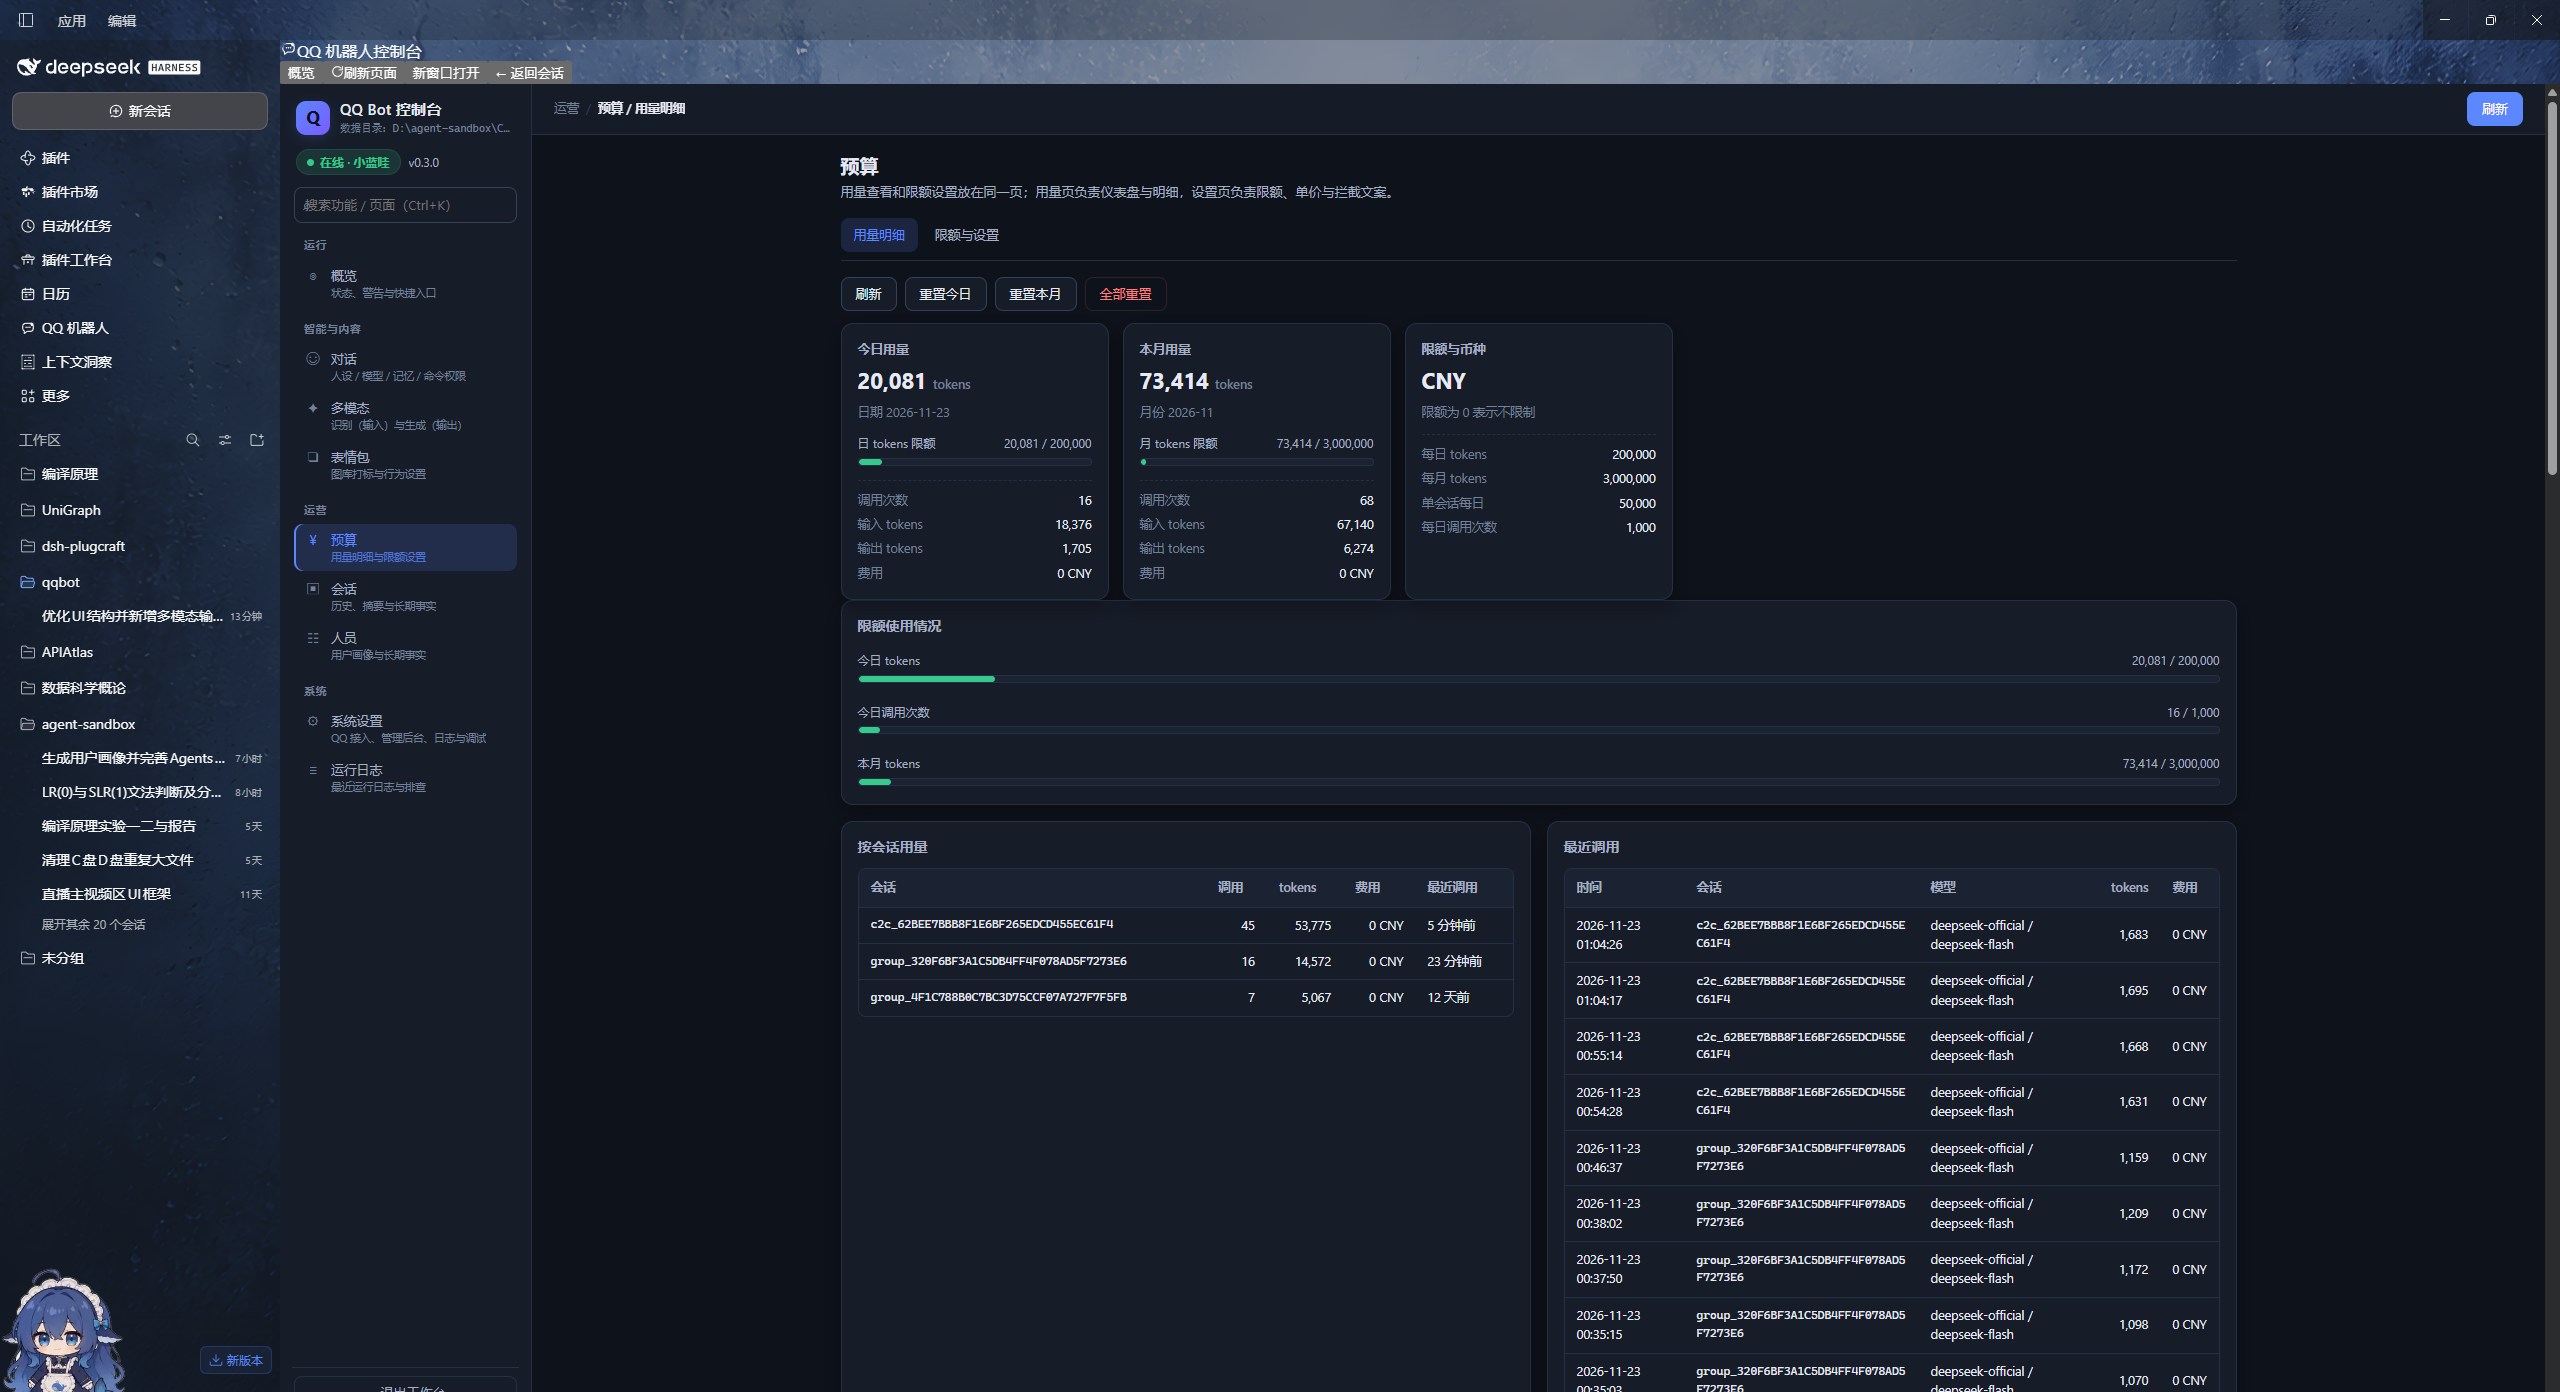 应用 编辑
deepseek HARNESS
新会话
插件
插件市场
自动化任务
插件工作台
日历
QQ 机器人
上下文洞察
更多
工作区
编译原理
UniGraph
dsh-plugcraft
qqbot
优化UI结构并新增多模态输... 13分钟
APIAtlas
数据科学概论
agent-sandbox
生成用户画像并完善Agents... 7小时
LR(0)与SLR(1)文法判断及分... 8小时
编译原理实验一二与报告 5天
清理C盘D盘重复大文件 5天
直播主视频区UI框架 11天
展开其余 20 个会话
未分组
新版本
QQ 机器人控制台
概览 刷新页面 新窗口打开 ← 返回会话
Q
QQ Bot 控制台
数据目录：D:\agent-sandbox\C...
在线 · 小蓝哇 v0.3.0
搜索功能 / 页面（Ctrl+K）
运行
概览
状态、警告与快捷入口
智能与内容
对话
人设 / 模型 / 记忆 / 命令权限
多模态
识别（输入）与生成（输出）
表情包
图库打标与行为设置
运营
¥ 预算
用量明细与限额设置
会话
历史、摘要与长期事实
人员
用户画像与长期事实
系统
系统设置
QQ 接入、管理后台、日志与调试
运行日志
最近运行日志与排查
退出工作台
运营 / 预算 / 用量明细
刷新
预算
用量查看和限额设置放在同一页；用量页负责仪表盘与明细，设置页负责限额、单价与拦截文案。
用量明细 限额与设置
刷新 重置今日 重置本月 全部重置
今日用量
20,081 tokens
日期 2026-11-23
日 tokens 限额 20,081 / 200,000
调用次数 16
输入 tokens 18,376
输出 tokens 1,705
费用 0 CNY
本月用量
73,414 tokens
月份 2026-11
月 tokens 限额 73,414 / 3,000,000
调用次数 68
输入 tokens 67,140
输出 tokens 6,274
费用 0 CNY
限额与币种
CNY
限额为 0 表示不限制
每日 tokens 200,000
每月 tokens 3,000,000
单会话每日 50,000
每日调用次数 1,000
限额使用情况
今日 tokens 20,081 / 200,000
今日调用次数 16 / 1,000
本月 tokens 73,414 / 3,000,000
按会话用量
会话 调用 tokens 费用 最近调用
c2c_62BEE7BBB8F1E6BF265EDCD455EC61F4 45 53,775 0 CNY 5 分钟前
group_320F6BF3A1C5DB4FF4F078AD5F7273E6 16 14,572 0 CNY 23 分钟前
group_4F1C788B0C7BC3D75CCF07A727F7F5FB 7 5,067 0 CNY 12 天前
最近调用
时间 会话 模型 tokens 费用
2026-11-23 c2c_62BEE7BBB8F1E6BF265EDCD455E deepseek-official /
01:04:26 C61F4 deepseek-flash 1,683 0 CNY
2026-11-23 c2c_62BEE7BBB8F1E6BF265EDCD455E deepseek-official /
01:04:17 C61F4 deepseek-flash 1,695 0 CNY
2026-11-23 c2c_62BEE7BBB8F1E6BF265EDCD455E deepseek-official /
00:55:14 C61F4 deepseek-flash 1,668 0 CNY
2026-11-23 c2c_62BEE7BBB8F1E6BF265EDCD455E deepseek-official /
00:54:28 C61F4 deepseek-flash 1,631 0 CNY
2026-11-23 group_320F6BF3A1C5DB4FF4F078AD5 deepseek-official /
00:46:37 F7273E6 deepseek-flash 1,159 0 CNY
2026-11-23 group_320F6BF3A1C5DB4FF4F078AD5 deepseek-official /
00:38:02 F7273E6 deepseek-flash 1,209 0 CNY
2026-11-23 group_320F6BF3A1C5DB4FF4F078AD5 deepseek-official /
00:37:50 F7273E6 deepseek-flash 1,172 0 CNY
2026-11-23 group_320F6BF3A1C5DB4FF4F078AD5 deepseek-official /
00:35:15 F7273E6 deepseek-flash 1,098 0 CNY
2026-11-23 group_320F6BF3A1C5DB4FF4F078AD5 deepseek-official /
00:35:03 F7273E6 deepseek-flash 1,070 0 CNY